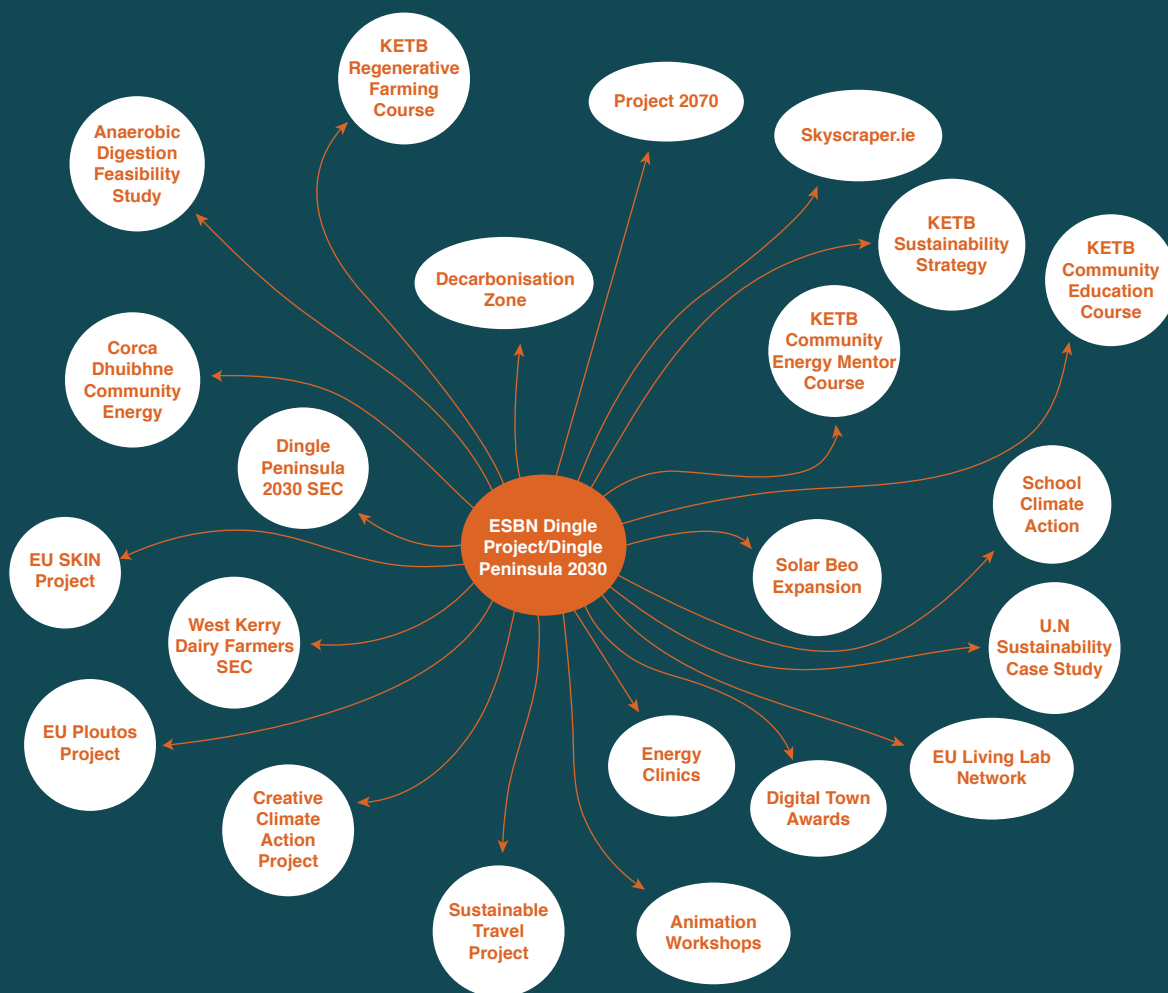 KETB
Regenerative
Farming
Course
Project 2070
Skyscraper.ie
Anaerobic
Digestion
Feasibility
Study
KETB
Sustainability
Strategy
KETB
Community
Education
Course
Decarbonisation
Zone
KETB
Community
Energy Mentor
Course
Corca
Dhuibhne
Community
Energy
Dingle
Peninsula
2030 SEC
School
Climate
Action
ESBN Dingle
Project/Dingle
Peninsula 2030
EU SKIN
Project
Solar Beo
Expansion
West Kerry
Dairy Farmers
SEC
U.N
Sustainability
Case Study
EU Ploutos
Project
Energy
Clinics
EU Living Lab
Network
Creative
Climate
Action
Project
Digital Town
Awards
Sustainable
Travel
Project
Animation
Workshops